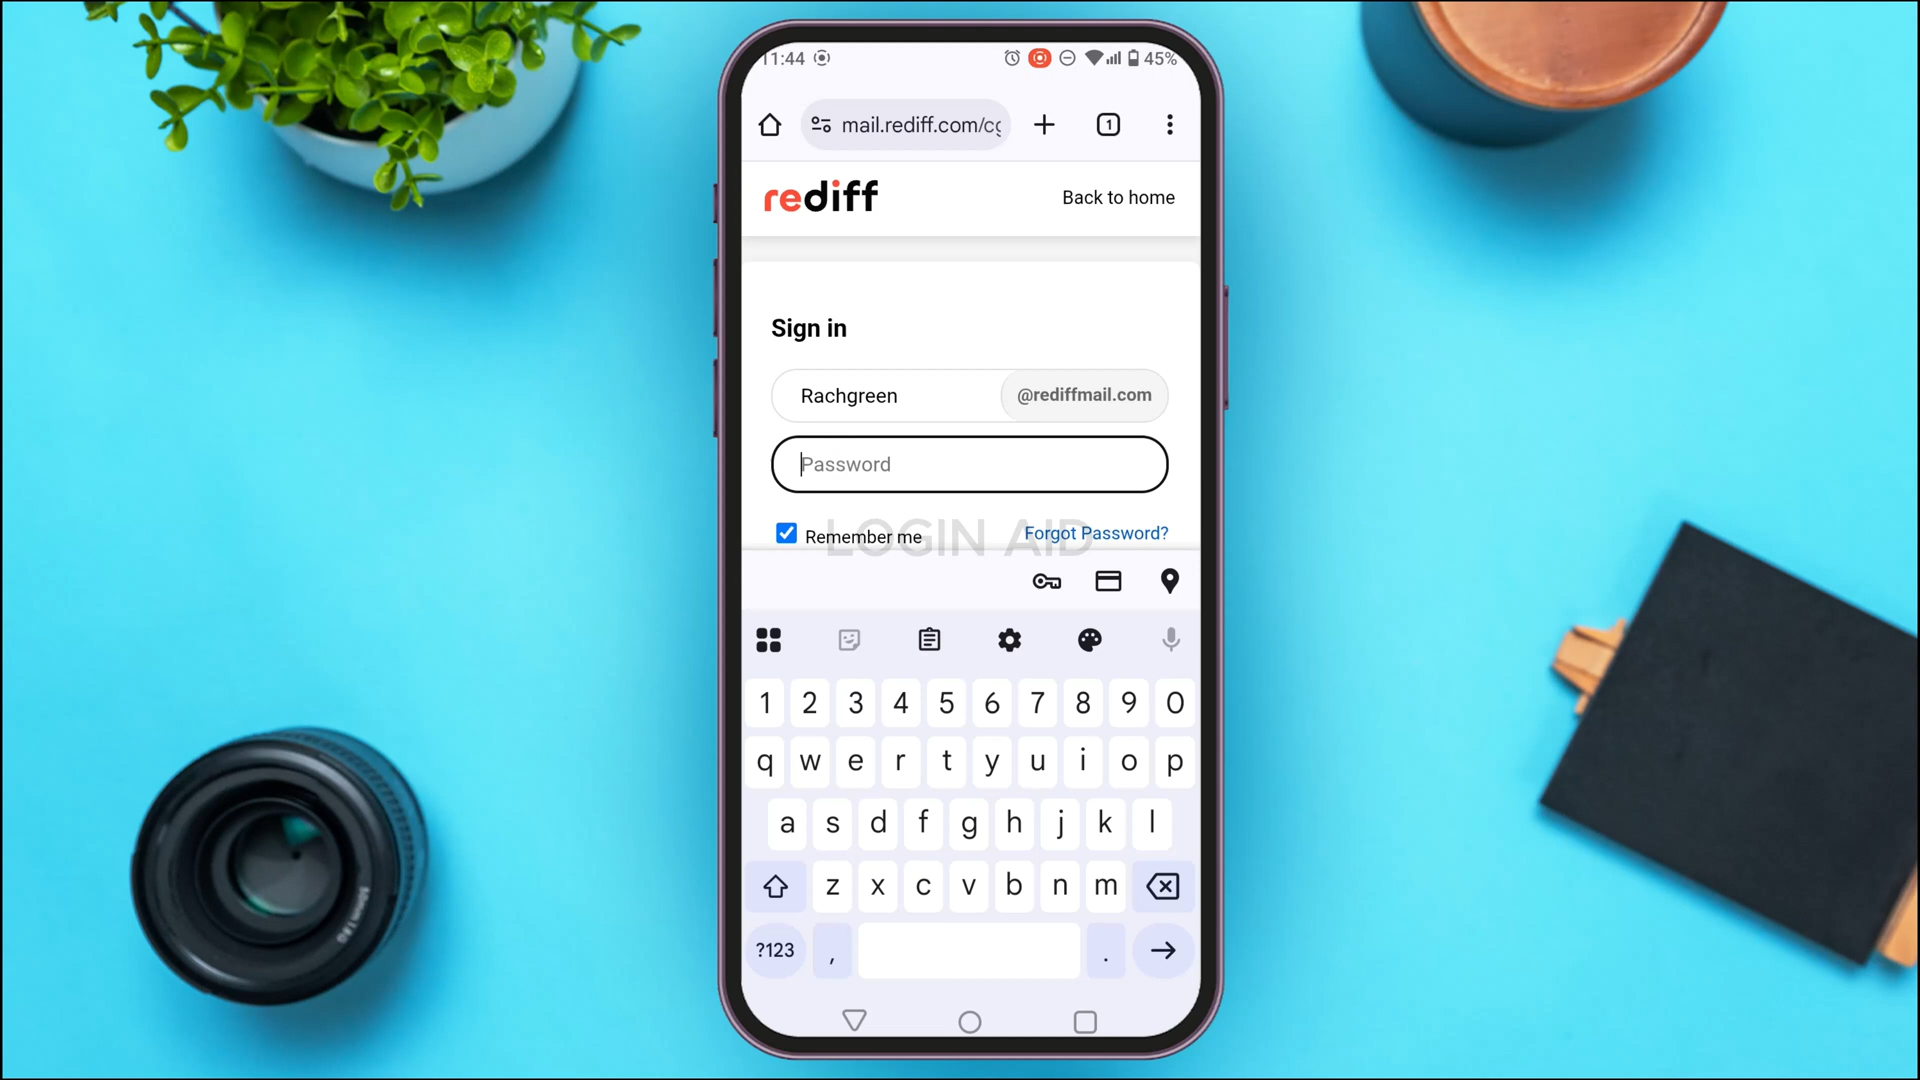 11:44
45%
mail.rediff.com/cg
1
rediff
Back to home
Sign in
Rachgreen
@rediffmail.com
Password
Remember me
Forgot Password?
LOGIN AID
1 2 3 4 5 6 7 8 9 0
q w e r t y u i o p
a s d f g h j k l
z x c v b n m
?123 , .